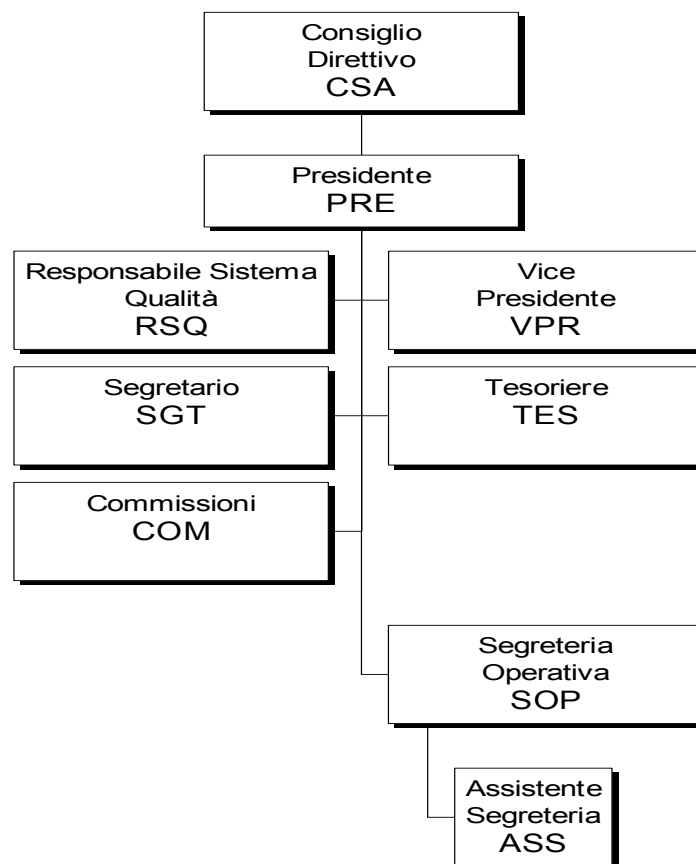 Consiglio
Direttivo
CSA
Presidente
PRE
Responsabile Sistema
Qualità
RSQ
Vice
Presidente
VPR
Segretario
SGT
Tesoriere
TES
Commissioni
COM
Segreteria
Operativa
SOP
Assistente
Segreteria
ASS